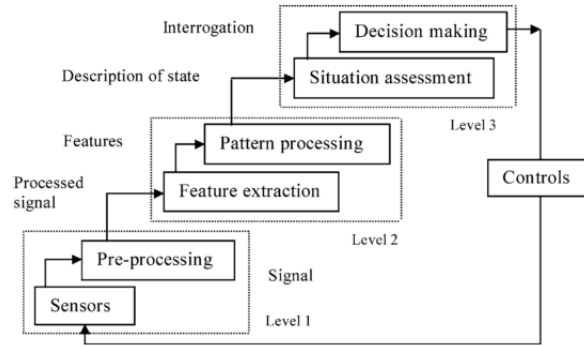 Interrogation
Decision making
Description of state
Situation assessment
Level 3
Features
Pattern processing
Controls
Processed
signal
Feature extraction
Level 2
Pre-processing
Signal
Sensors
Level 1